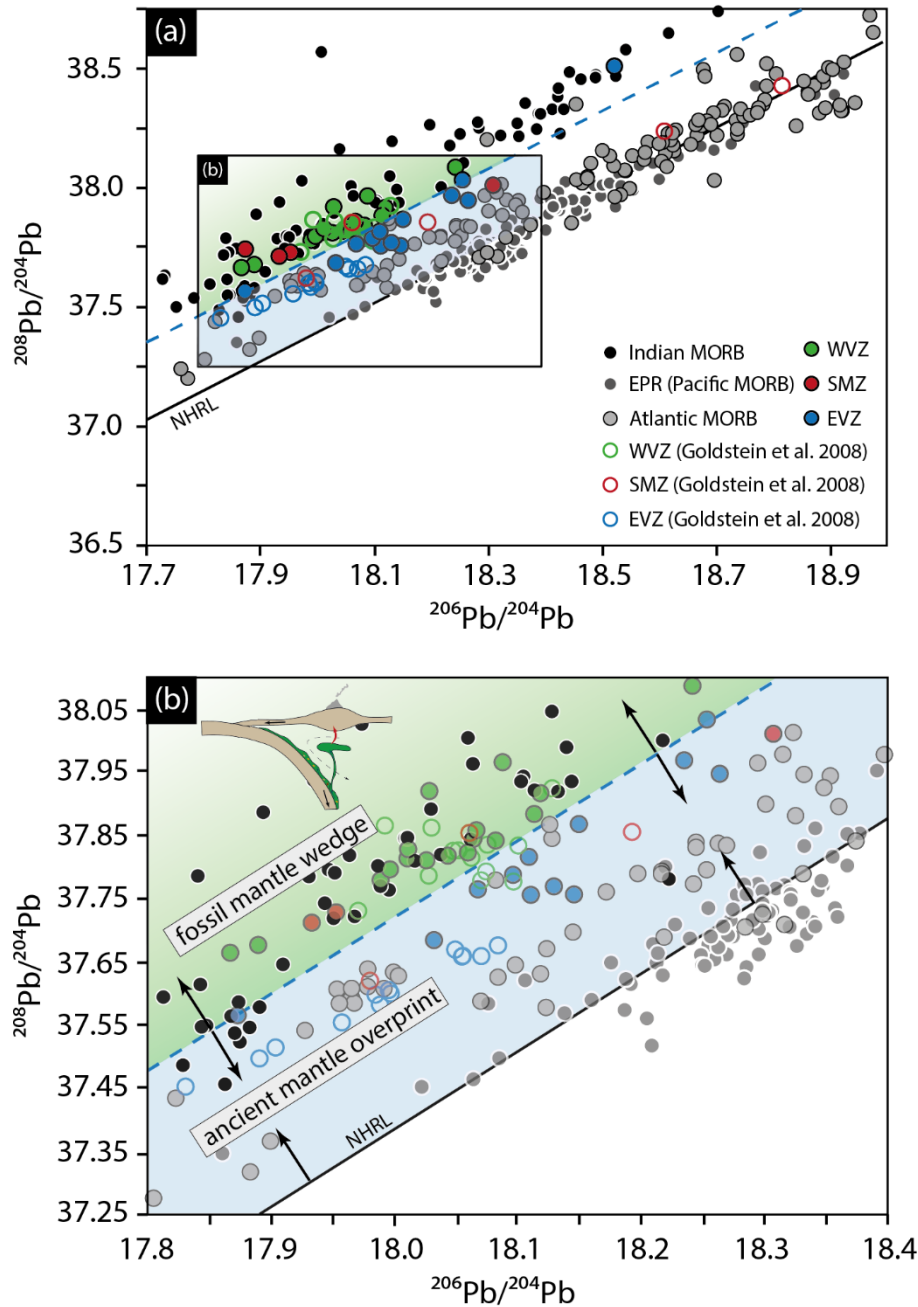 (a)
38.5
38.0
37.5
37.0
36.5
208Pb/204Pb
(b)
NHRL
Indian MORB
EPR (Pacific MORB)
Atlantic MORB
WVZ (Goldstein et al. 2008)
SMZ (Goldstein et al. 2008)
EVZ (Goldstein et al. 2008)
WVZ
SMZ
EVZ
17.7 17.9 18.1 18.3 18.5 18.7 18.9
206Pb/204Pb
(b)
38.05
37.95
37.85
37.75
37.65
37.55
37.45
37.35
37.25
208Pb/204Pb
fossil mantle wedge
ancient mantle overprint
NHRL
17.8 17.9 18.0 18.1 18.2 18.3 18.4
206Pb/204Pb